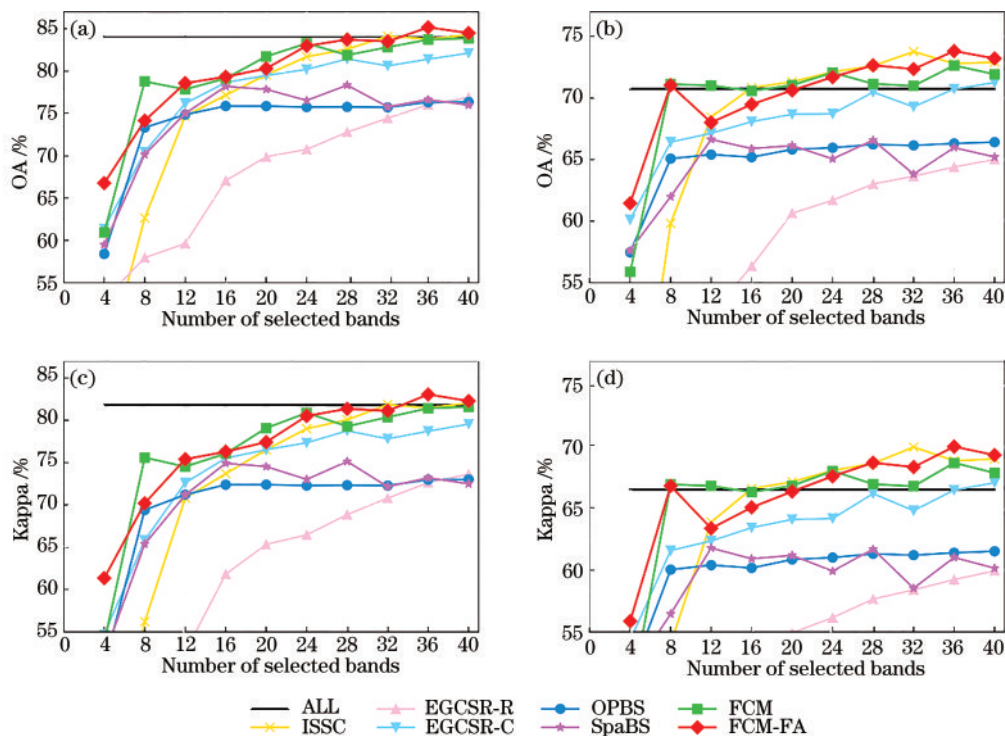 (a)
OA /%
85
80
75
70
65
60
55
0 4 8 12 16 20 24 28 32 36 40
Number of selected bands
(b)
OA /%
75
70
65
60
55
0 4 8 12 16 20 24 28 32 36 40
Number of selected bands
(c)
Kappa /%
85
80
75
70
65
60
55
0 4 8 12 16 20 24 28 32 36 40
Number of selected bands
(d)
Kappa /%
75
70
65
60
55
0 4 8 12 16 20 24 28 32 36 40
Number of selected bands
ALL EGCSR-R OPBS FCM
ISSC EGCSR-C SpaBS FCM-FA